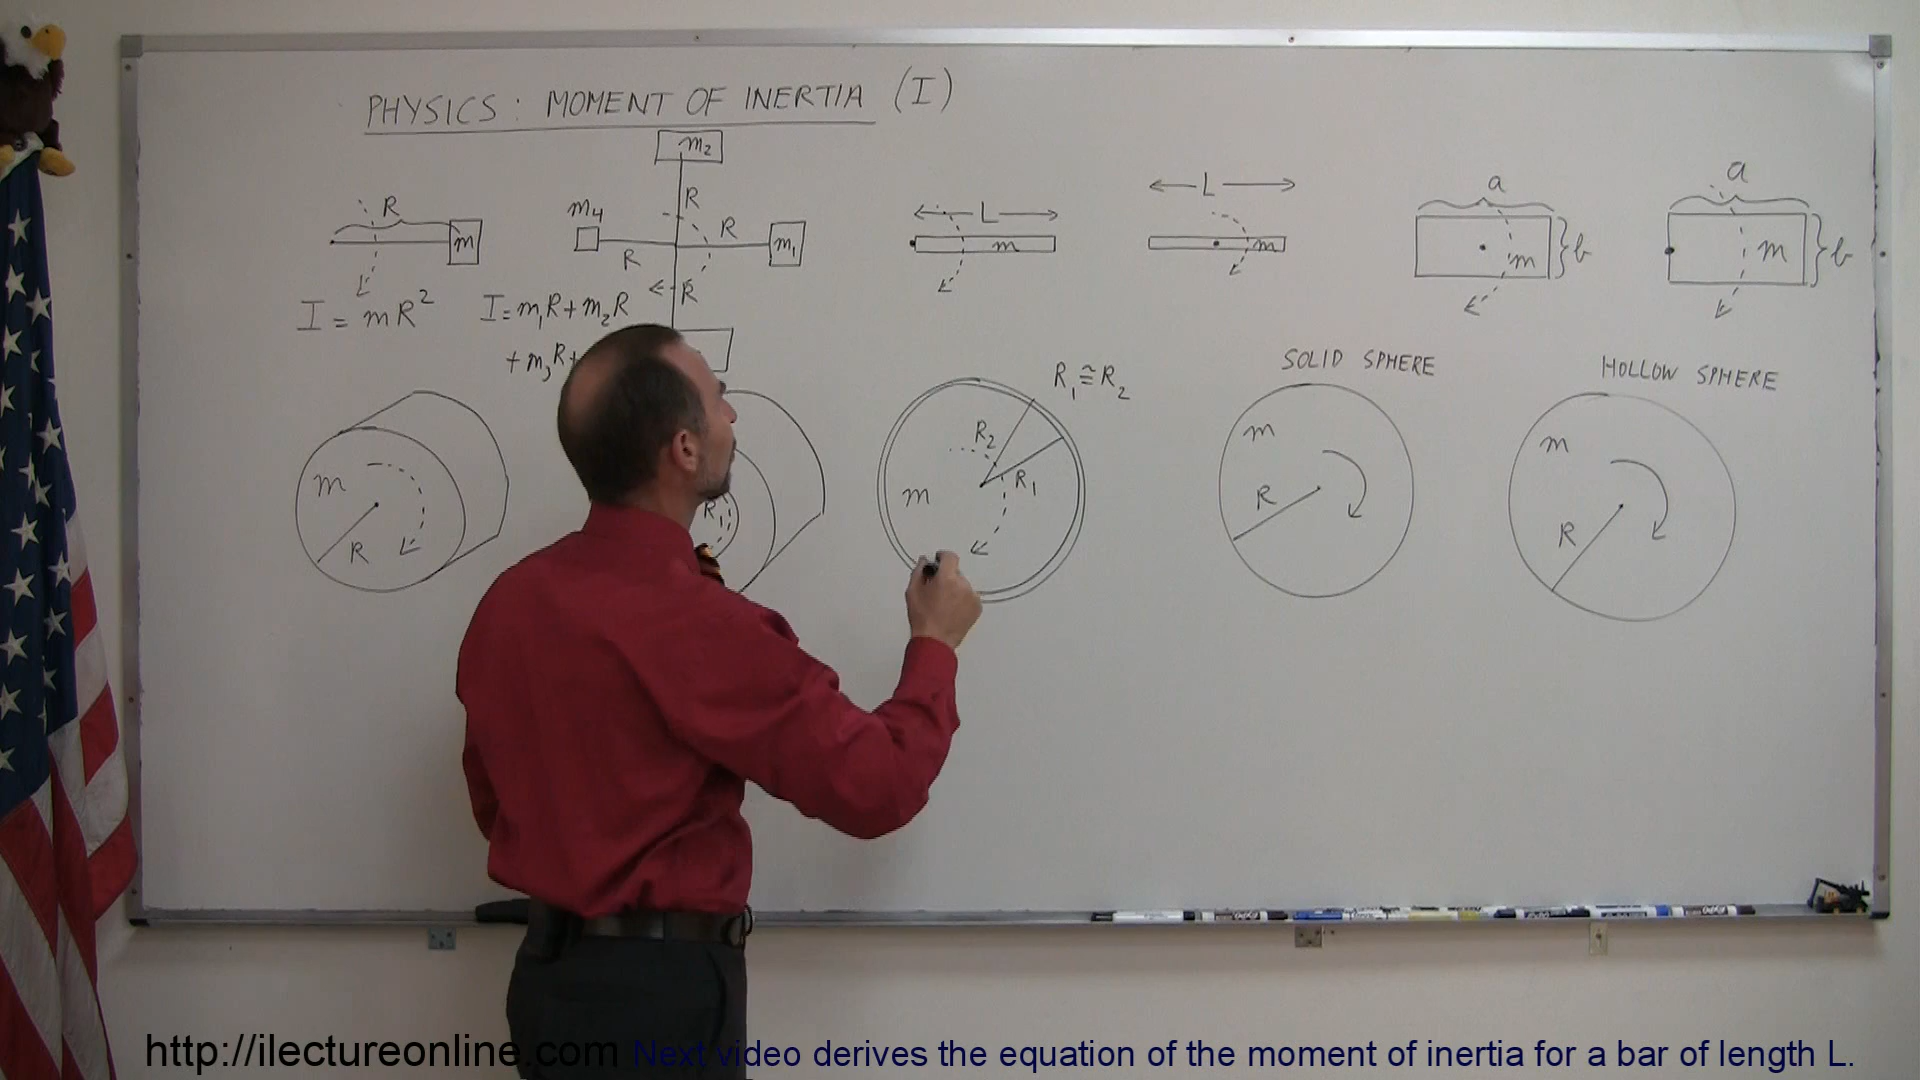 PHYSICS: MOMENT OF INERTIA (I)
m₂
R
m₄
R
R
m
R
m₁
R
I = mR²
I = m₁R + m₂R
+ m₃R +
L
m
L
m
a
m
b
a
m
b
m
R
R₁
R₁ ≅ R₂
R₂
R₁
m
SOLID SPHERE
m
R
HOLLOW SPHERE
m
R
http://ilectureonline.com Next video derives the equation of the moment of inertia for a bar of length L.